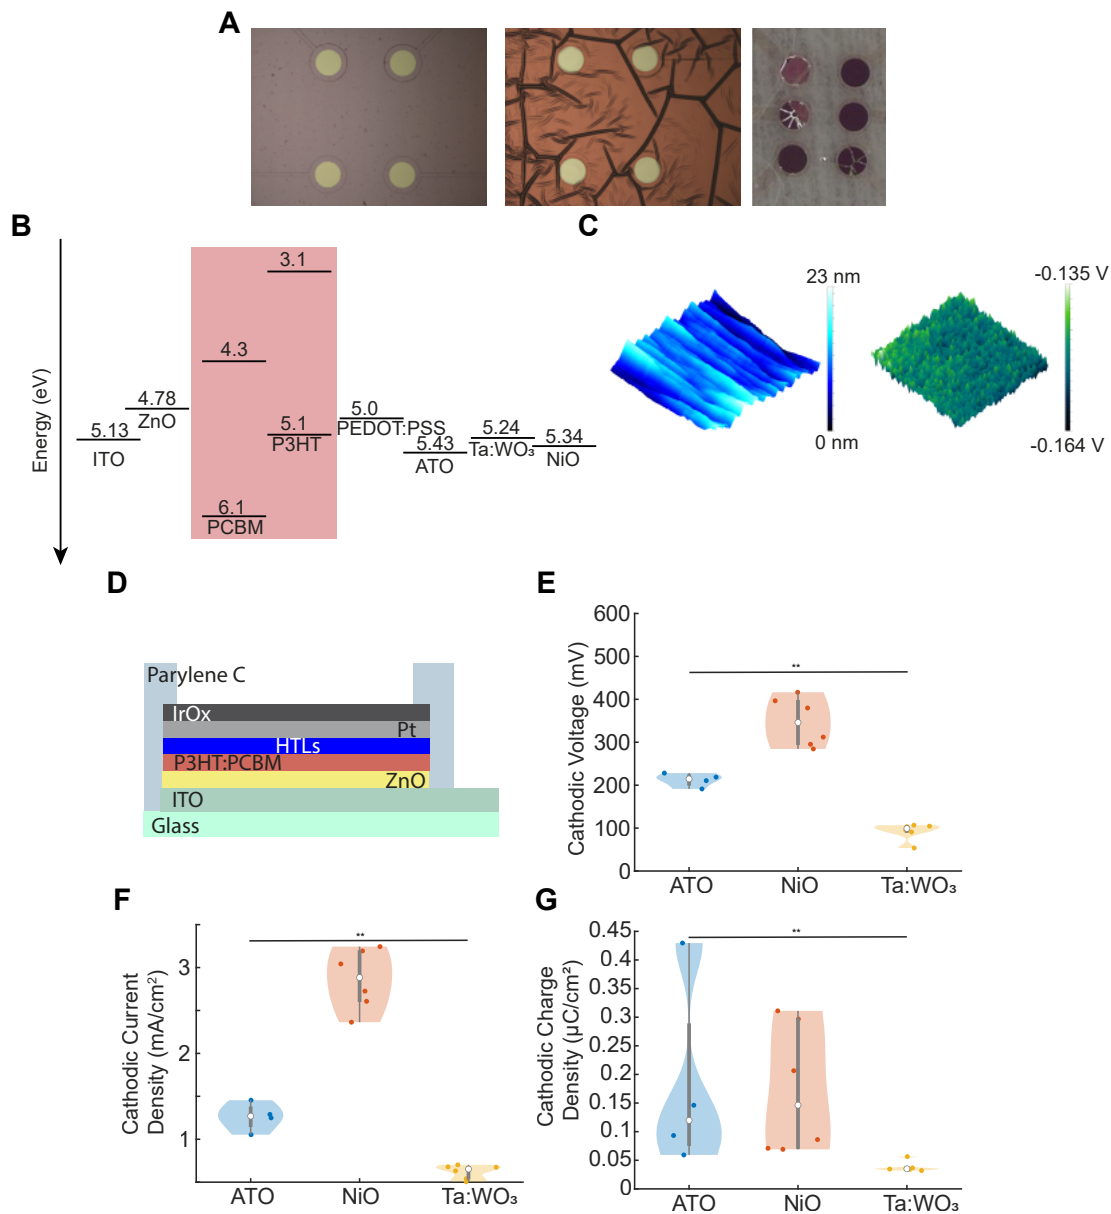 A
B
C
Energy (eV)
3.1
4.3
4.78
ZnO
5.13
ITO
5.1
P3HT
5.0
PEDOT:PSS
5.43
ATO
5.24
Ta:WO₃
5.34
NiO
6.1
PCBM
23 nm
0 nm
-0.135 V
-0.164 V
D
Parylene C
IrOx
Pt
HTLs
P3HT:PCBM
ZnO
ITO
Glass
E
Cathodic Voltage (mV)
600
500
400
300
200
100
0
**
ATO
NiO
Ta:WO₃
F
Cathodic Current
Density (mA/cm²)
3
2
1
**
ATO
NiO
Ta:WO₃
G
Cathodic Charge
Density (µC/cm²)
0.45
0.4
0.35
0.3
0.25
0.2
0.15
0.1
0.05
0
**
ATO
NiO
Ta:WO₃